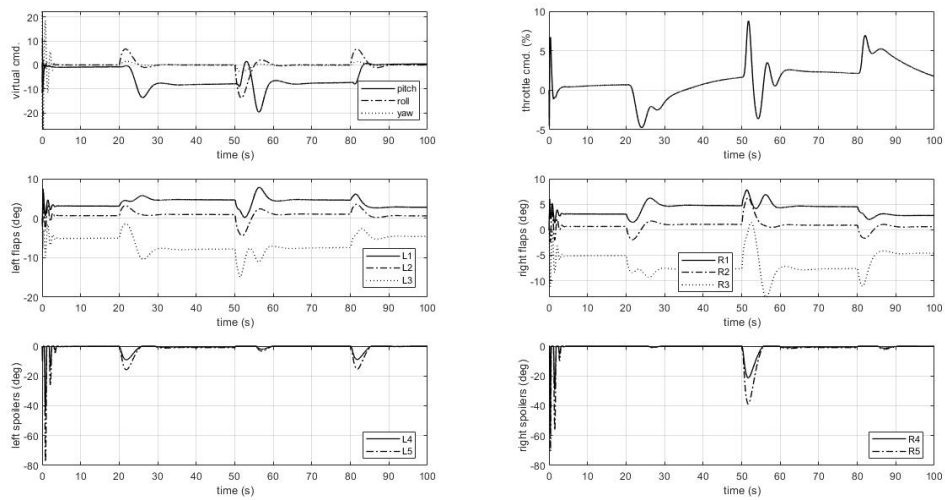 virtual cmd.
20
10
0
-10
-20
pitch
roll
yaw
0 10 20 30 40 50 60 70 80 90 100
time (s)
throttle cmd. (%)
10
5
0
-5
0 10 20 30 40 50 60 70 80 90 100
time (s)
left flaps (deg)
10
0
-10
-20
L1
L2
L3
0 10 20 30 40 50 60 70 80 90 100
time (s)
right flaps (deg)
10
5
0
-5
-10
R1
R2
R3
0 10 20 30 40 50 60 70 80 90 100
time (s)
left spoilers (deg)
0
-20
-40
-60
-80
L4
L5
0 10 20 30 40 50 60 70 80 90 100
time (s)
right spoilers (deg)
0
-20
-40
-60
-80
R4
R5
0 10 20 30 40 50 60 70 80 90 100
time (s)